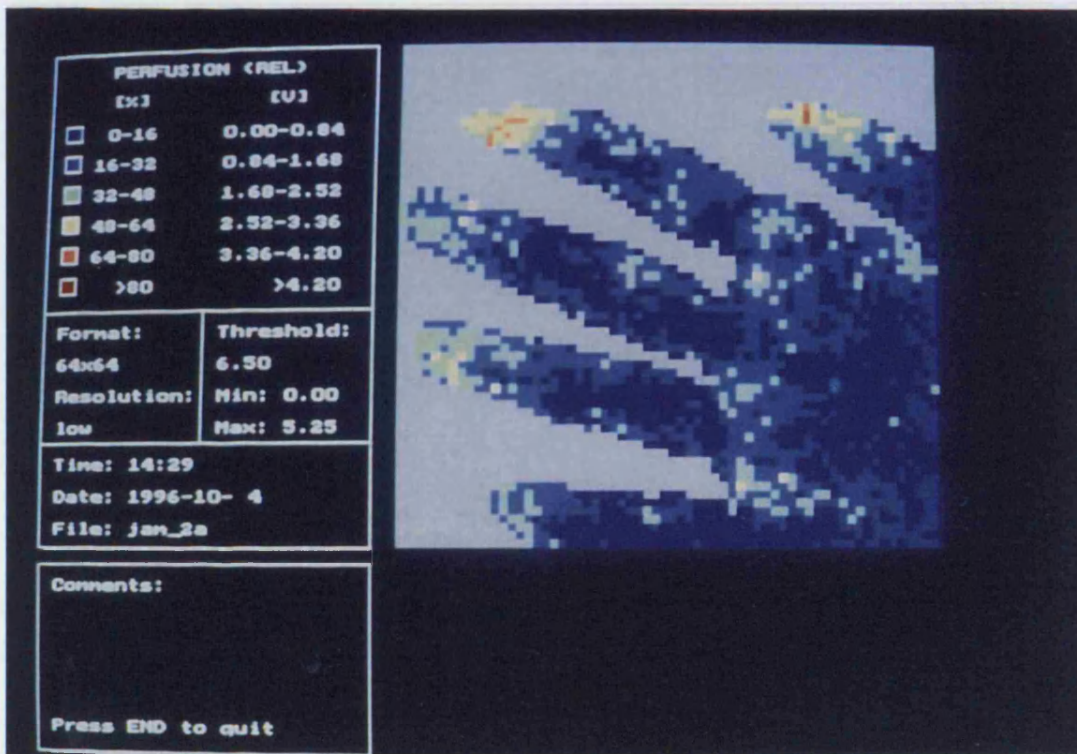 PERFUSION (REL)
[%] [V]
0-16 0.00-0.84
16-32 0.84-1.68
32-48 1.68-2.52
48-64 2.52-3.36
64-80 3.36-4.20
>80 >4.20
Format:
64x64
Resolution:
low
Threshold:
6.50
Min: 0.00
Max: 5.25
Time: 14:29
Date: 1996-10- 4
File: jam_2a
Comments:
Press END to quit